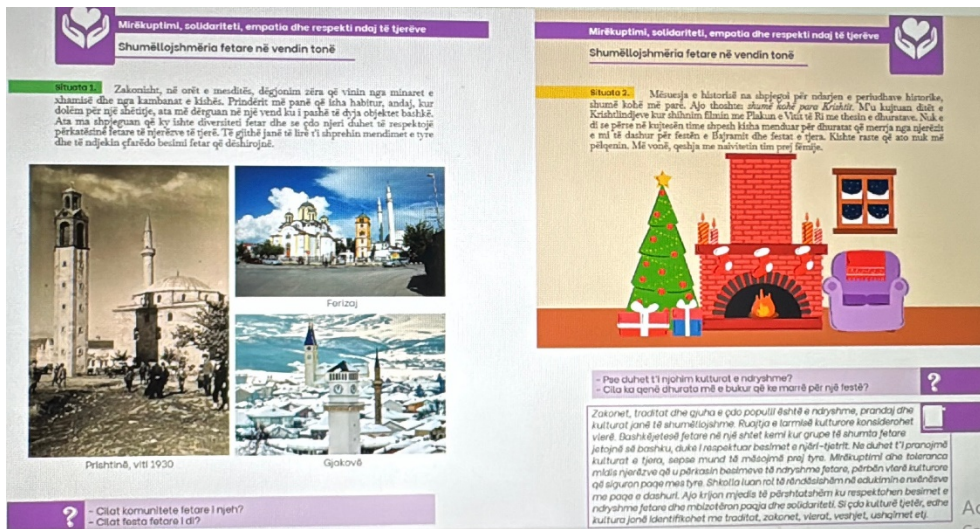 Mirëkuptimi, solidariteti, empatia dhe respekti ndaj të tjerëve
Shumëllojshmëria fetare në vendin tonë
Situata 1. Zakonisht, në orët e mesditës, dëgjonim zëra që vinin nga minaret e
xhamisë dhe nga kambanat e kishës. Prindërit më panë që isha habitur, andaj, kur
dolëm për një shëtitje, ata më dërguan në një vend ku i pashë të dyja objektet bashkë.
Ata ma shpjeguan që ky ishte diversiteti fetar dhe se çdo njeri duhet të respektojë
përkatësinë fetare të njerëzve të tjerë. Të gjithë janë të lirë t'i shprehin mendimet e tyre
dhe të ndjekin çfarëdo besimi fetar që dëshirojnë.
Ferizaj
Prishtinë, viti 1930
Gjakovë
?
- Cilat komunitete fetare i njeh?
- Cilat festa fetare i di?
Mirëkuptimi, solidariteti, empatia dhe respekti ndaj të tjerëve
Shumëllojshmëria fetare në vendin tonë
Situata 2. Mësuesja e historisë na shpjegoi për ndarjen e periudhave historike,
shumë kohë më parë. Ajo thoshte: shumë kohë para Krishtit. M'u kujtuan ditët e
Krishtlindjeve kur shihnim filmin me Plakun e Vitit të Ri me thesin e dhuratave. Nuk e
di se përse në kujtesën time shpesh kisha menduar për dhuratat që merrja nga njerëzit
e mi të dashur për festën e Bajramit dhe festat e tjera. Kishte raste që ato nuk më
pëlqenin. Më vonë, qeshja me naivitetin tim prej fëmije.
- Pse duhet t'i njohim kulturat e ndryshme?
- Cila ka qenë dhurata më e bukur që ke marrë për një festë?
?
Zakonet, traditat dhe gjuha e çdo populli është e ndryshme, prandaj dhe
kulturat janë të shumëllojshme. Ruajtja e larmisë kulturore konsiderohet
vlerë. Bashkëjetesë fetare në një shtet kemi kur grupe të shumta fetare
jetojnë së bashku, duke i respektuar besimet e njëri-tjetrit. Ne duhet t'i pranojmë
kulturat e tjera, sepse mund të mësojmë prej tyre. Mirëkuptimi dhe toleranca
midis njerëzve që u përkasin besimeve të ndryshme fetare, përbën vlerë kulturore
që siguron paqe mes tyre. Shkolla luan rol të rëndësishëm në edukimin e nxënësve
me paqe e dashuri. Ajo krijon mjedis të përshtatshëm ku respektohen besimet e
ndryshme fetare dhe mbizotëron paqja dhe solidariteti. Si çdo kulturë tjetër, edhe
kultura jonë identifikohet me traditat, zakonet, vlerat, veshjet, ushqimet etj.